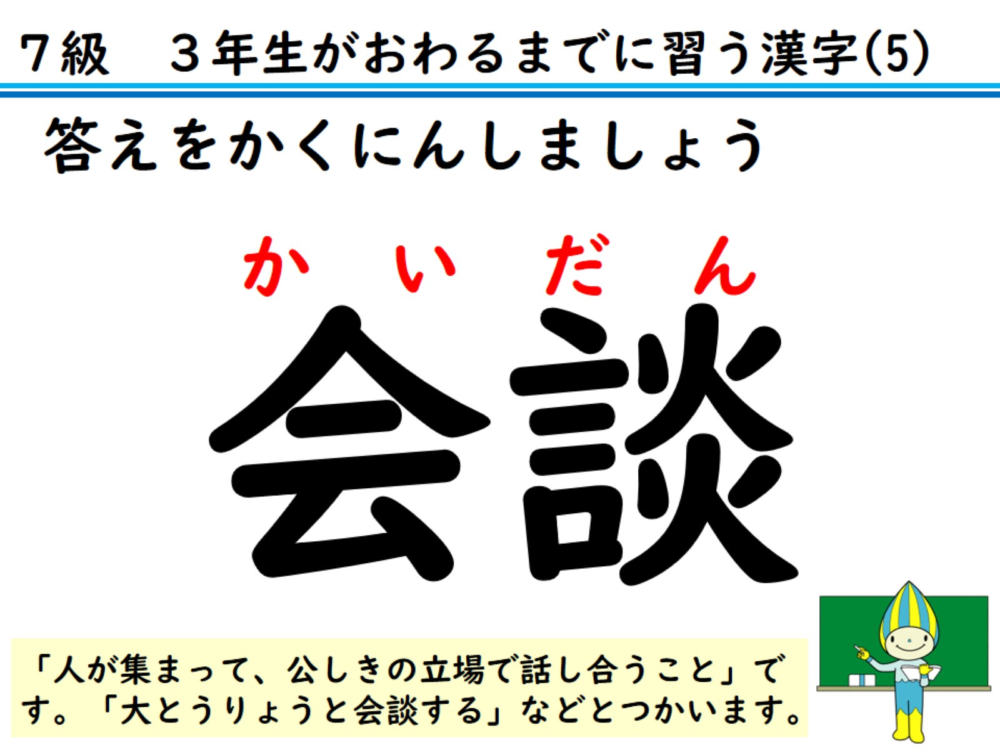 ７級　３年生がおわるまでに習う漢字(5)
答えをかくにんしましょう
かいだん
会談
「人が集まって、公しきの立場で話し合うこと」で
す。「大とうりょうと会談する」などとつかいます。